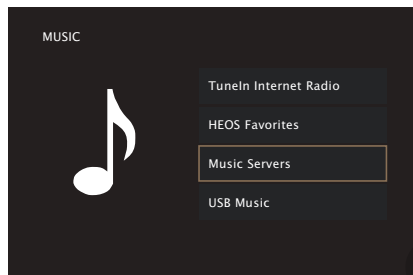 MUSIC
TuneIn Internet Radio
HEOS Favorites
Music Servers
USB Music